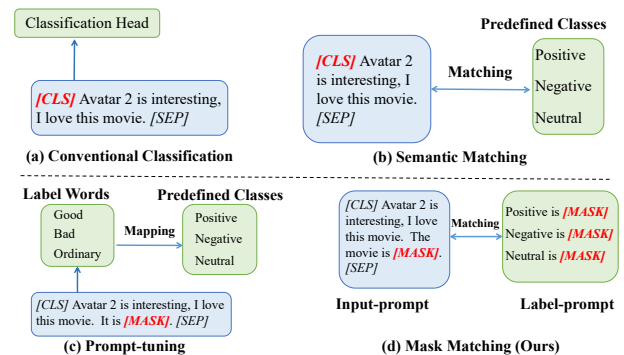 Classification Head
[CLS] Avatar 2 is interesting,
I love this movie. [SEP]
(a) Conventional Classification
Predefined Classes
[CLS] Avatar 2
is interesting, I
love this movie.
[SEP]
Matching
Positive
Negative
Neutral
(b) Semantic Matching
Label Words
Predefined Classes
Good
Bad
Ordinary
Mapping
Positive
Negative
Neutral
[CLS] Avatar 2 is interesting, I love
this movie. It is [MASK]. [SEP]
(c) Prompt-tuning
[CLS] Avatar 2 is
interesting, I love
this movie. The
movie is [MASK].
[SEP]
Matching
Positive is [MASK]
Negative is [MASK]
Neutral is [MASK]
Input-prompt
Label-prompt
(d) Mask Matching (Ours)